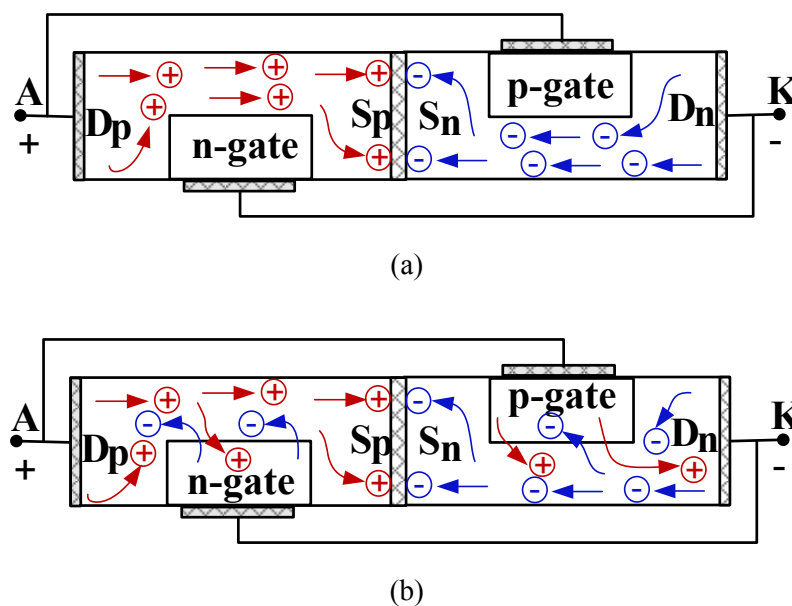 A
+
Dp
n-gate
Sp
Sn
p-gate
Dn
K
-
(a)
A
+
Dp
n-gate
Sp
Sn
p-gate
Dn
K
-
(b)